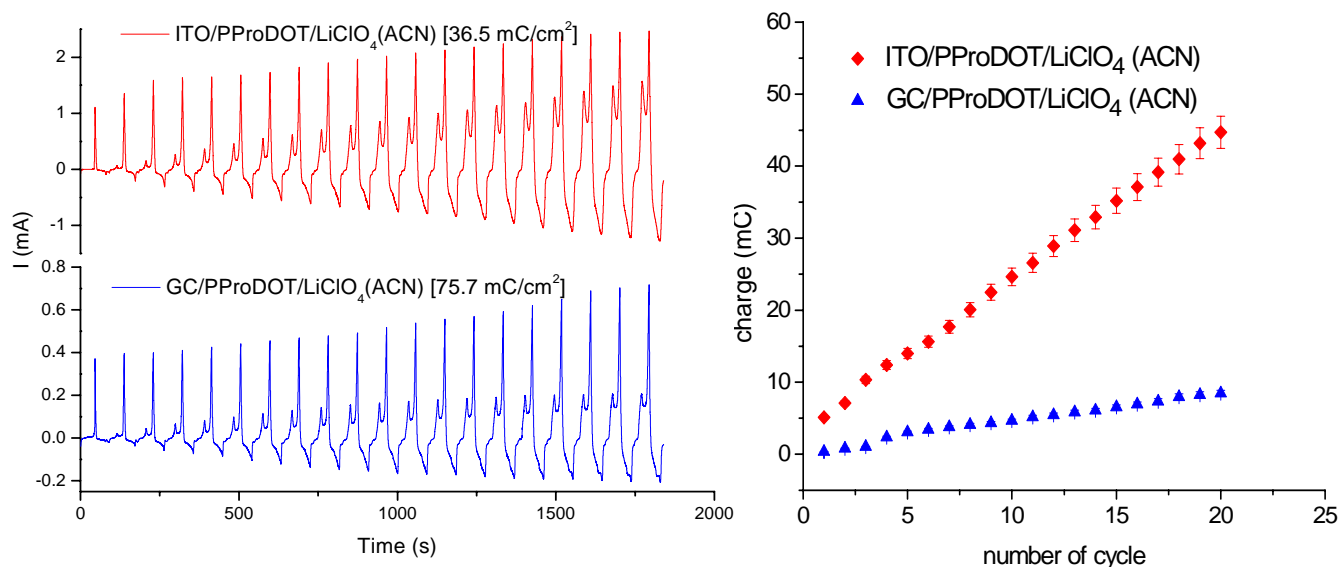 ITO/PProDOT/LiClO₄(ACN) [36.5 mC/cm²]
2
1
0
-1
I (mA)
0.8
GC/PProDOT/LiClO₄(ACN) [75.7 mC/cm²]
0.6
0.4
0.2
0.0
-0.2
0 500 1000 1500 2000
Time (s)
60
ITO/PProDOT/LiClO₄ (ACN)
50
GC/PProDOT/LiClO₄ (ACN)
40
30
20
10
0
charge (mC)
5 10 15 20 25
number of cycle